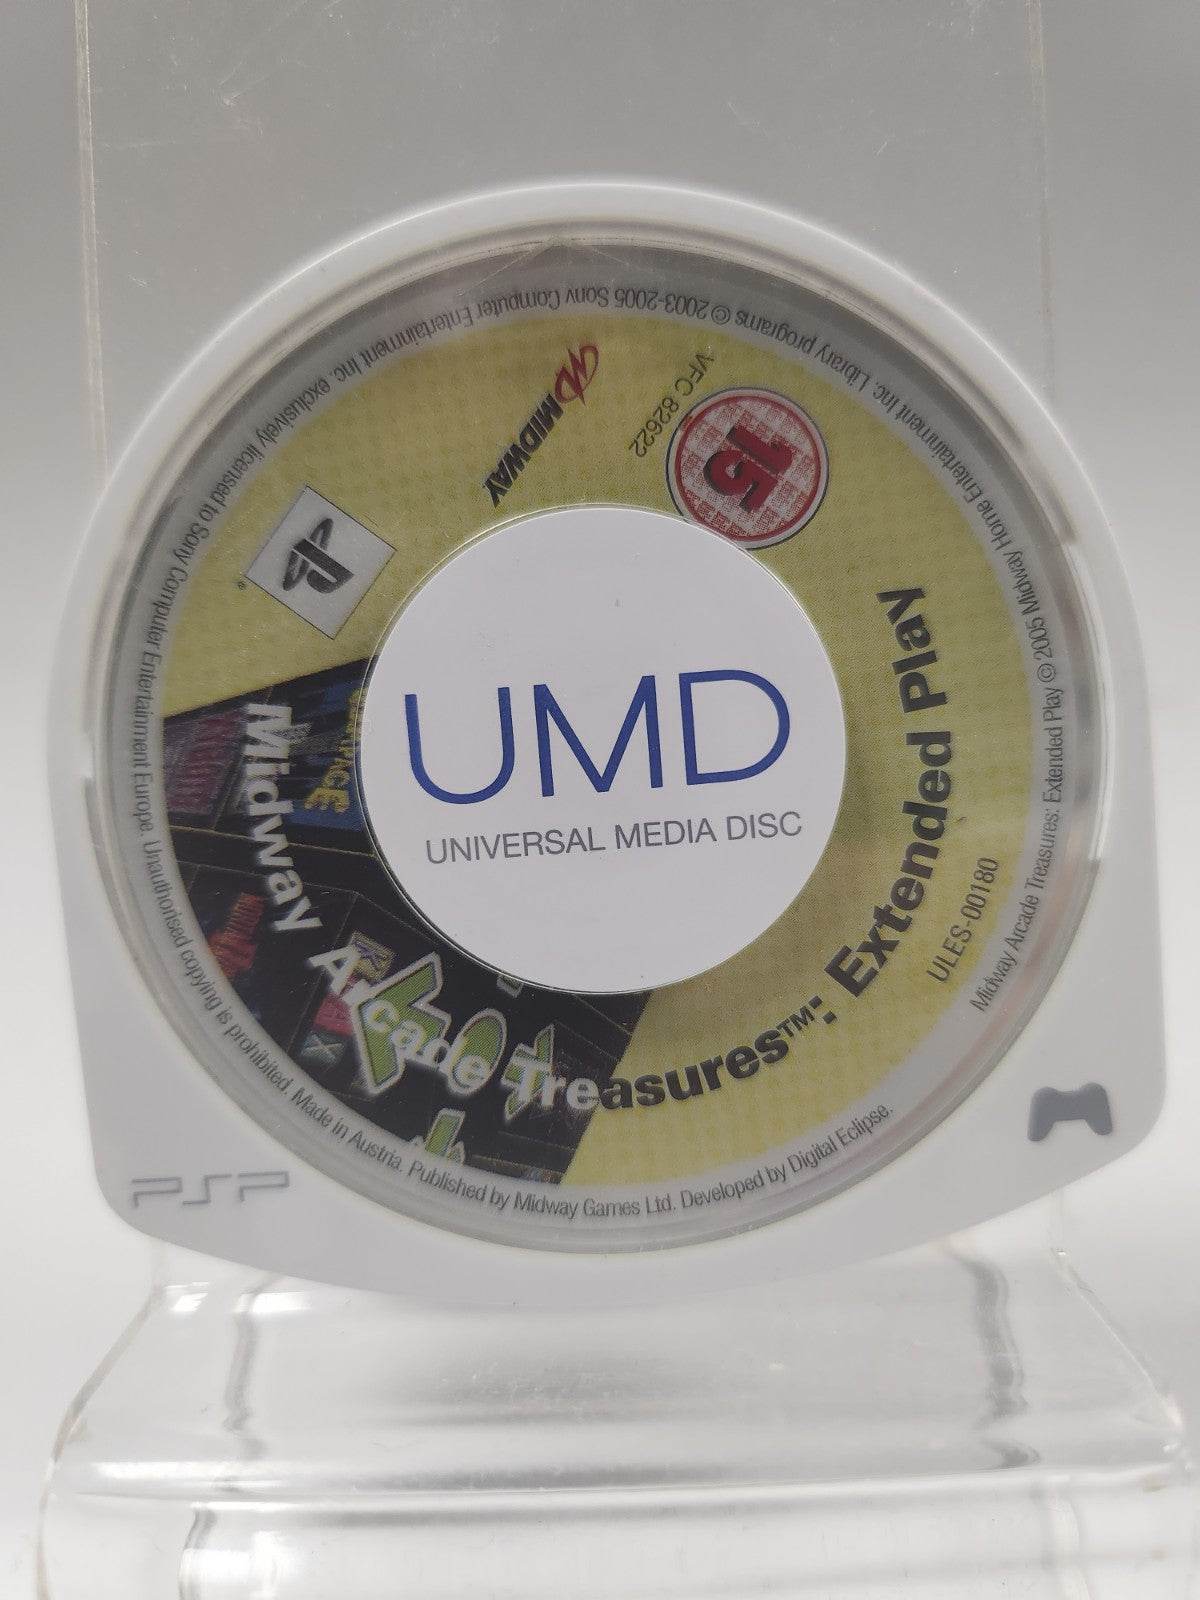 UMD
UNIVERSAL MEDIA DISC
Midway Arcade Treasures™: Extended Play
ULES-00180
MIDWAY
15
VFC 82622
RAMPAGE
PSP
Midway Arcade Treasures: Extended Play © 2005 Midway Home Entertainment Inc. Library programs © 2003-2005 Sony Computer Entertainment Inc. exclusively licensed to Sony Computer Entertainment Europe. Unauthorised copying is prohibited. Made in Austria. Published by Midway Games Ltd. Developed by Digital Eclipse.